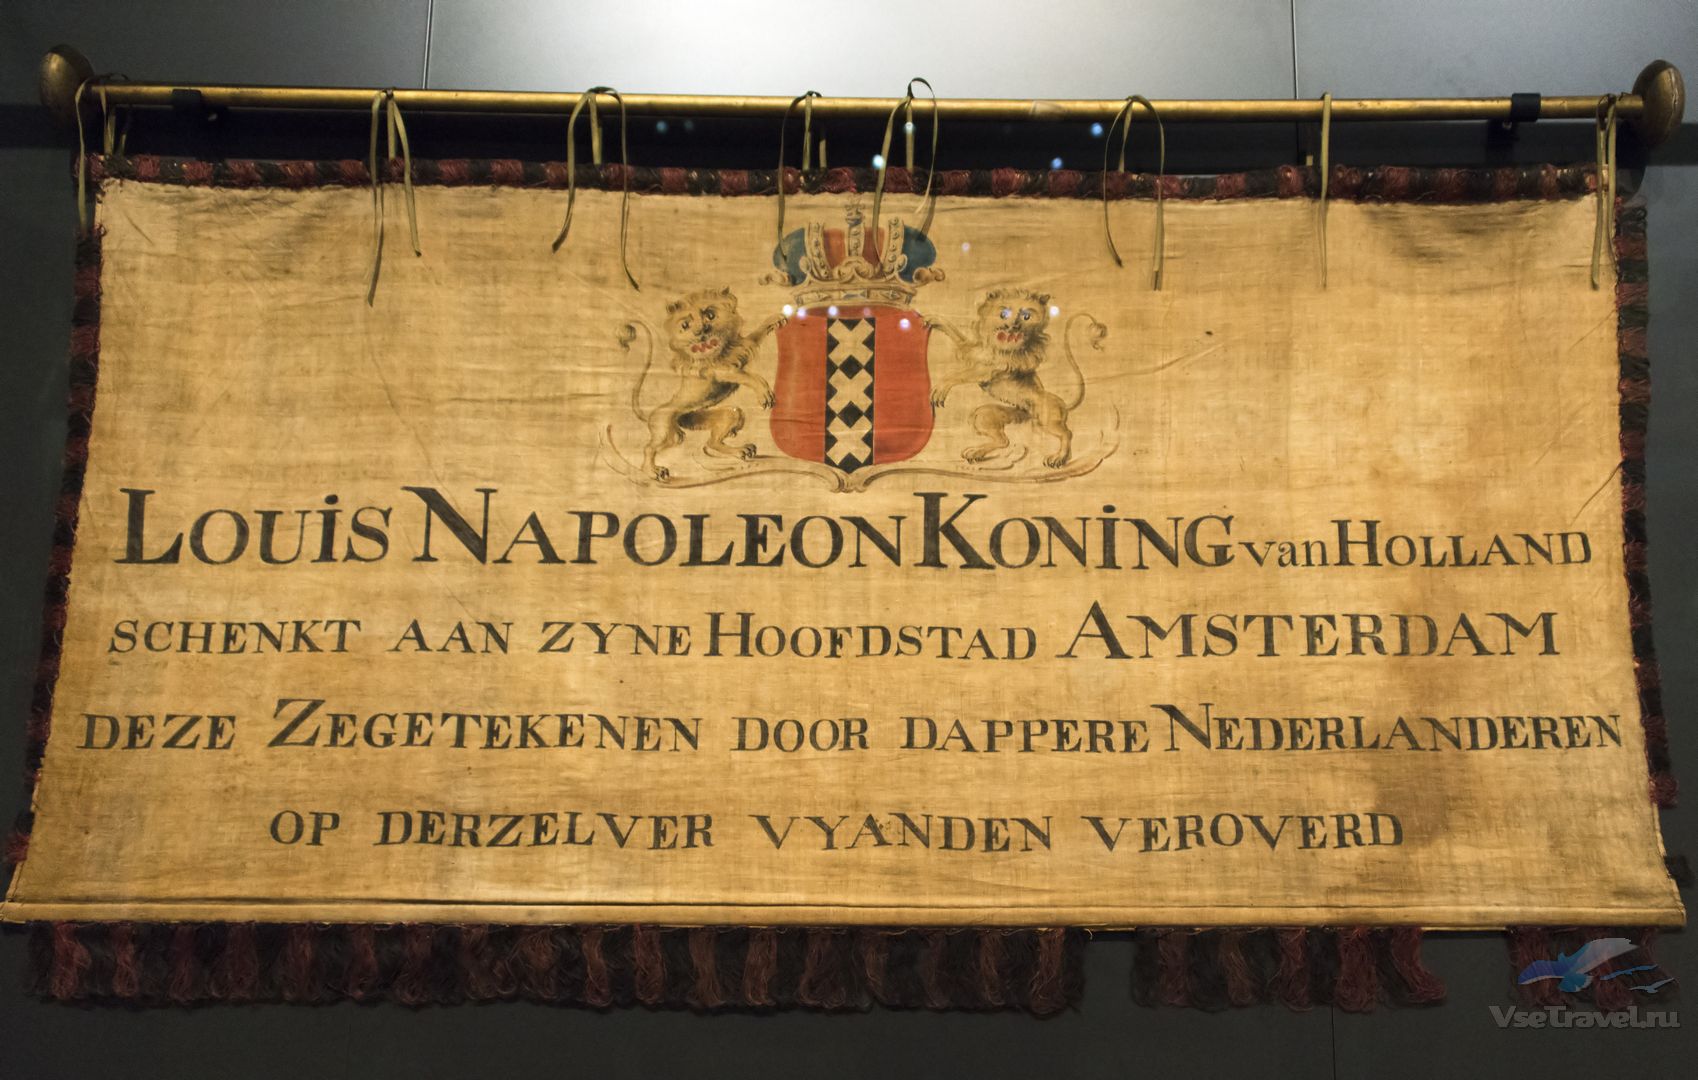 LOUiS NAPOLEON KONiNG van HOLLAND
SCHENKT AAN ZYNE HOOFDSTAD AMSTERDAM
DEZE ZEGETEKENEN DOOR DAPPERE NEDERLANDEREN
OP DERZELVER VYANDEN VEROVERD
VseTravel.ru